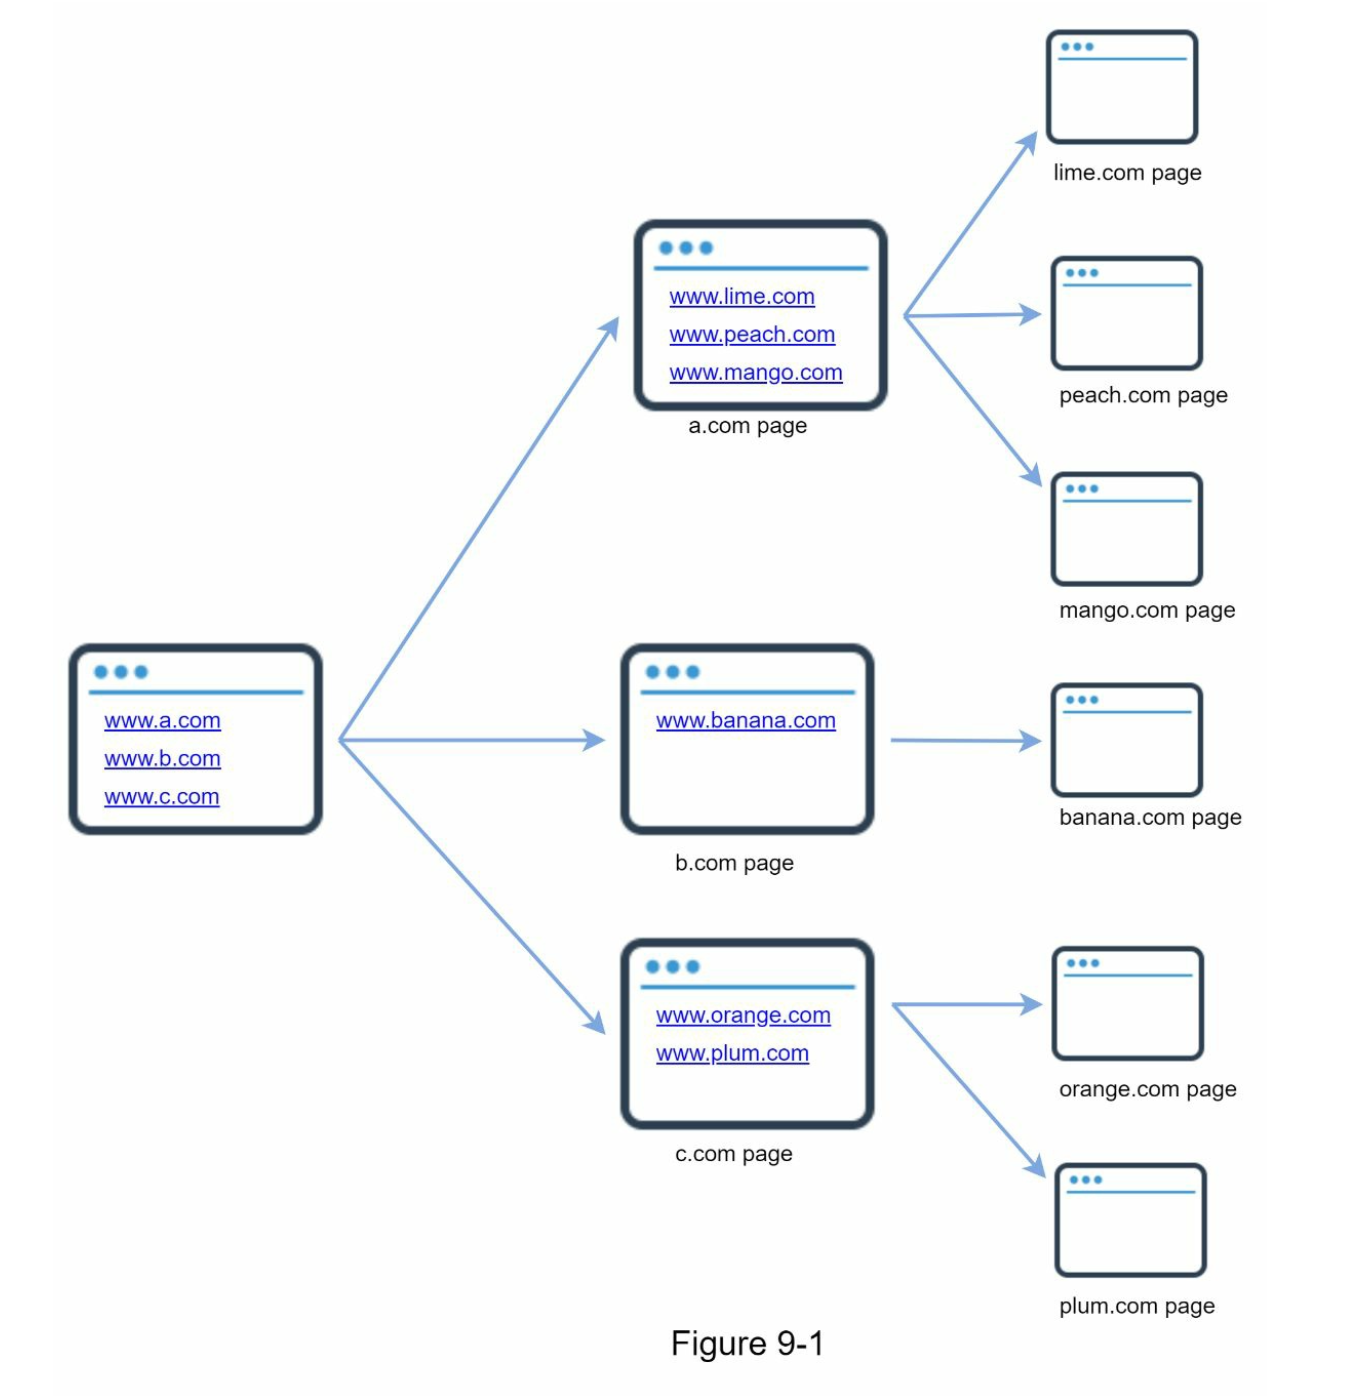 lime.com page
www.lime.com
www.peach.com
www.mango.com
a.com page
peach.com page
mango.com page
www.a.com
www.b.com
www.c.com
www.banana.com
b.com page
banana.com page
www.orange.com
www.plum.com
c.com page
orange.com page
plum.com page
Figure 9-1